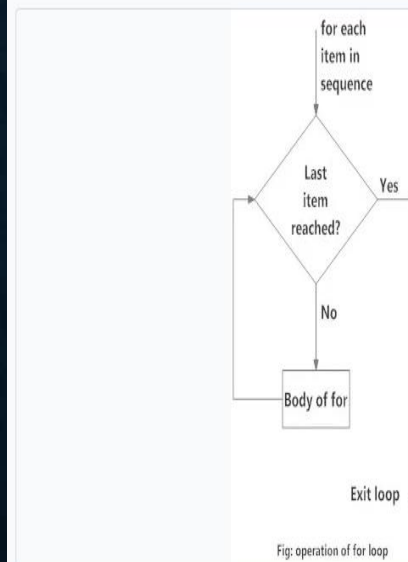 for each
item in
sequence
Last
item
reached?
Yes
No
Body of for
Exit loop
Fig: operation of for loop